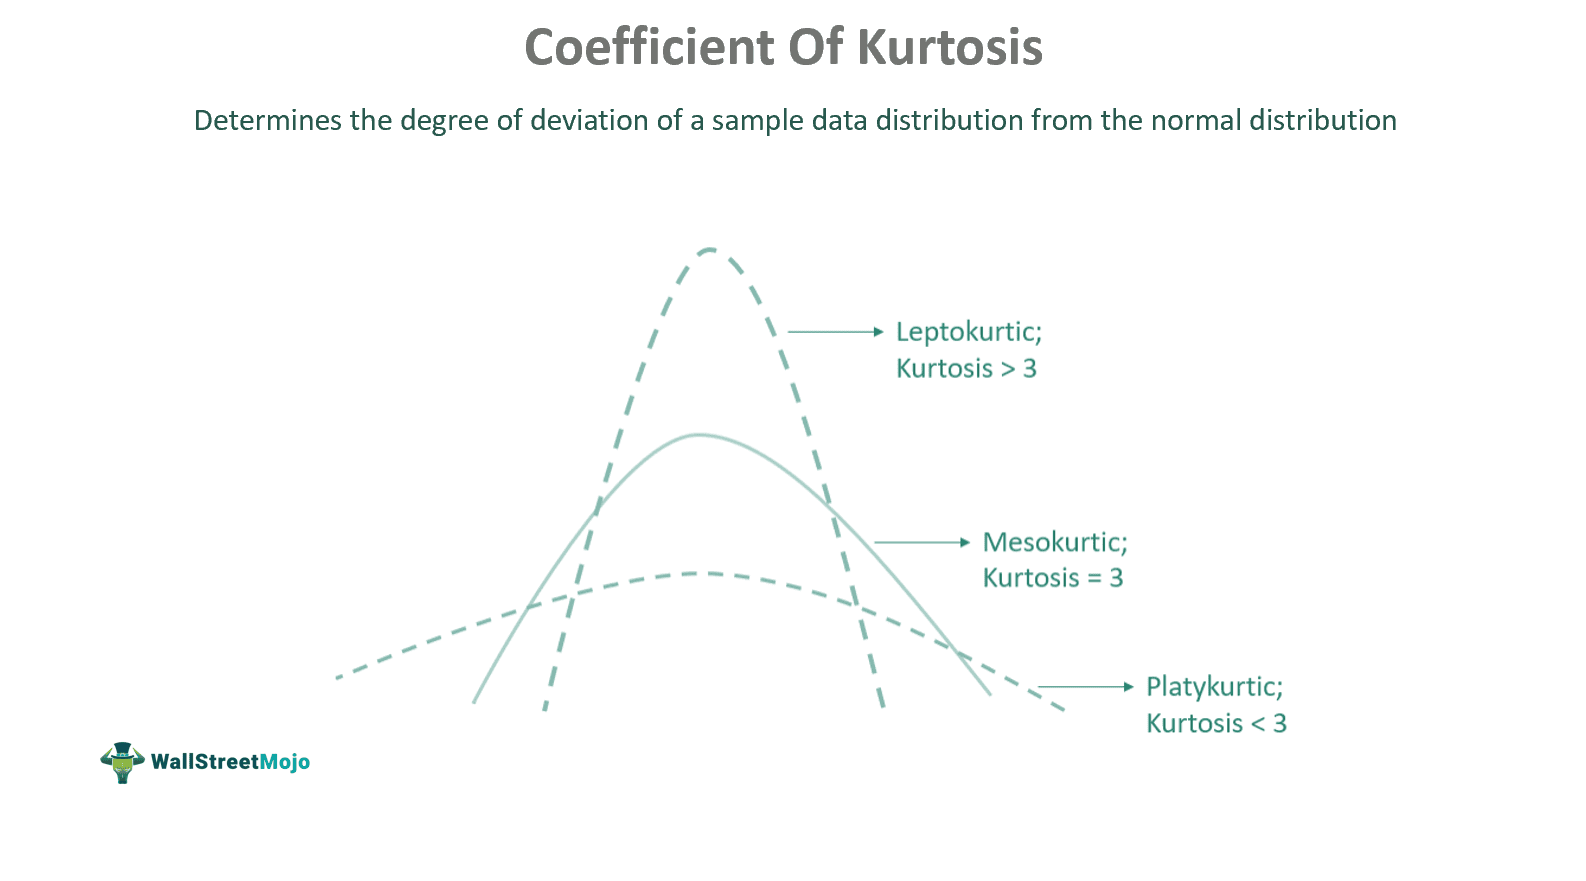 Coefficient Of Kurtosis
Determines the degree of deviation of a sample data distribution from the normal distribution
Leptokurtic;
Kurtosis > 3
Mesokurtic;
Kurtosis = 3
Platykurtic;
Kurtosis < 3
WallStreetMojo